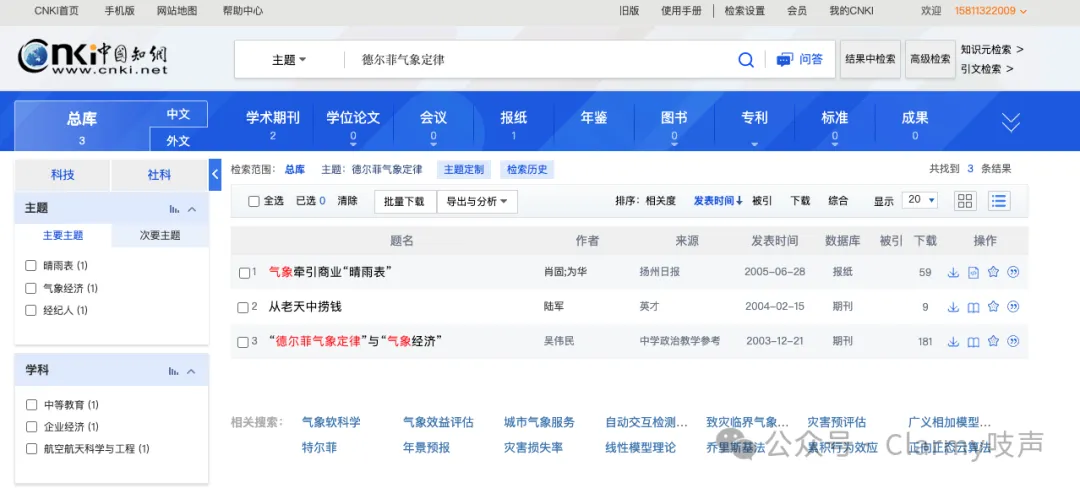 CNKI首页 手机版 网站地图 帮助中心 旧版 使用手册 检索设置 会员 我的CNKI 欢迎 15811322009
Cnki中国知网
www.cnki.net
主题 德尔菲气象定律 问答 结果中检索 高级检索 知识元检索 >
引文检索 >
总库 3 中文 外文
学术期刊 2 学位论文 0 会议 0 报纸 1 年鉴 图书 0 专利 标准 0 成果 0
科技 社科
检索范围: 总库 主题: 德尔菲气象定律 主题定制 检索历史 共找到 3 条结果
全选 已选 0 清除 批量下载 导出与分析 排序: 相关度 发表时间↓ 被引 下载 综合 显示 20
主题
主要主题 次要主题
晴雨表 (1)
气象经济 (1)
经纪人 (1)
学科
中等教育 (1)
企业经济 (1)
航空航天科学与工程 (1)
题名 作者 来源 发表时间 数据库 被引 下载 操作
1 气象牵引商业“晴雨表” 肖固;为华 扬州日报 2005-06-28 报纸 59
2 从老天中捞钱 陆军 英才 2004-02-15 期刊 9
3 “德尔菲气象定律”与“气象经济” 吴伟民 中学政治教学参考 2003-12-21 期刊 181
相关搜索: 气象软科学 气象效益评估 城市气象服务 自动交互检测... 致灾临界气象... 灾害预评估 广义相加模型...
特尔菲 年景预报 灾害损失率 线性模型理论 乔里斯基法 累积行为效应 正向正态云算法
公众号 · Clarmy吱声